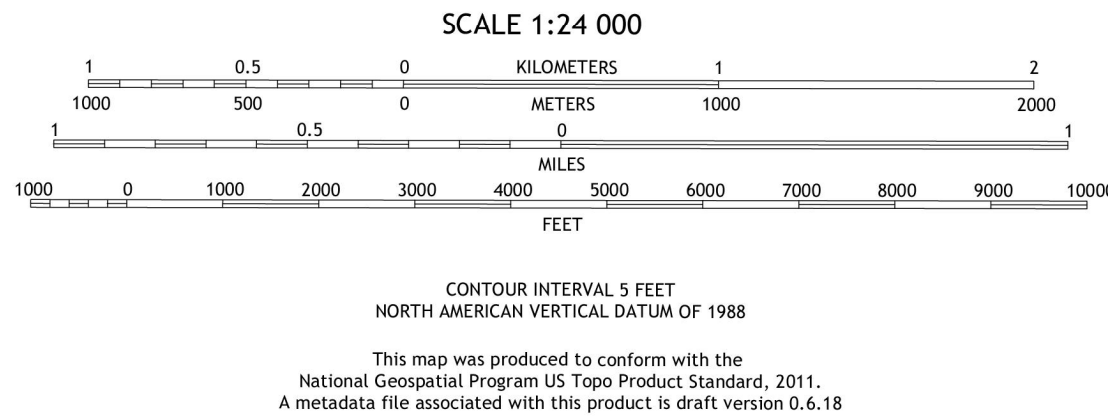 SCALE 1:24 000
1 0.5 0 KILOMETERS 1 2
1000 500 0 METERS 1000 2000
1 0.5 0 1
MILES
1000 0 1000 2000 3000 4000 5000 6000 7000 8000 9000 10000
FEET
CONTOUR INTERVAL 5 FEET
NORTH AMERICAN VERTICAL DATUM OF 1988
This map was produced to conform with the
National Geospatial Program US Topo Product Standard, 2011.
A metadata file associated with this product is draft version 0.6.18